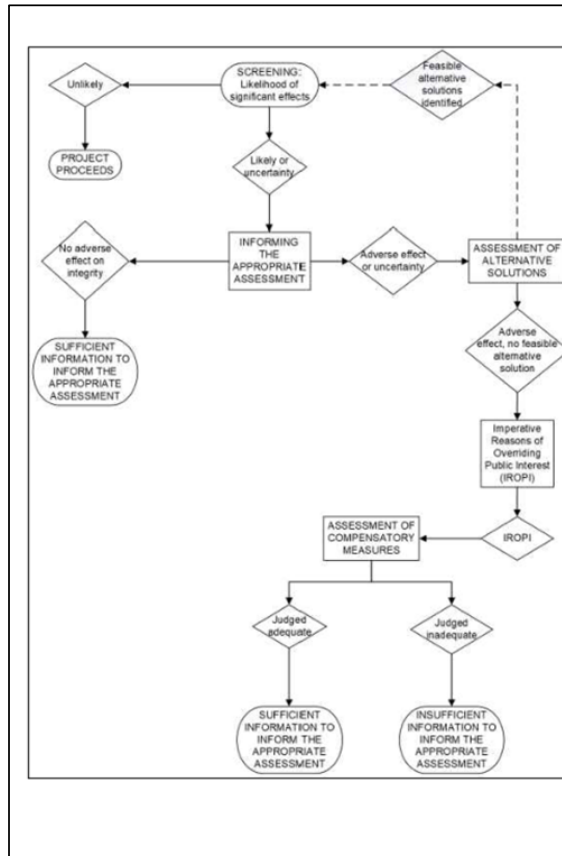 Unlikely
SCREENING:
Likelihood of
significant effects
Feasible
alternative
solutions
identified
PROJECT
PROCEEDS
Likely or
uncertainty
No adverse
effect on
integrity
INFORMING
THE
APPROPRIATE
ASSESSMENT
Adverse effect
or uncertainty
ASSESSMENT OF
ALTERNATIVE
SOLUTIONS
SUFFICIENT
INFORMATION TO
INFORM THE
APPROPRIATE
ASSESSMENT
Adverse
effect, no feasible
alternative
solution
Imperative
Reasons of
Overriding
Public Interest
(IROPI)
ASSESSMENT OF
COMPENSATORY
MEASURES
IROPI
Judged
adequate
Judged
inadequate
SUFFICIENT
INFORMATION TO
INFORM THE
APPROPRIATE
ASSESSMENT
INSUFFICIENT
INFORMATION TO
INFORM THE
APPROPRIATE
ASSESSMENT